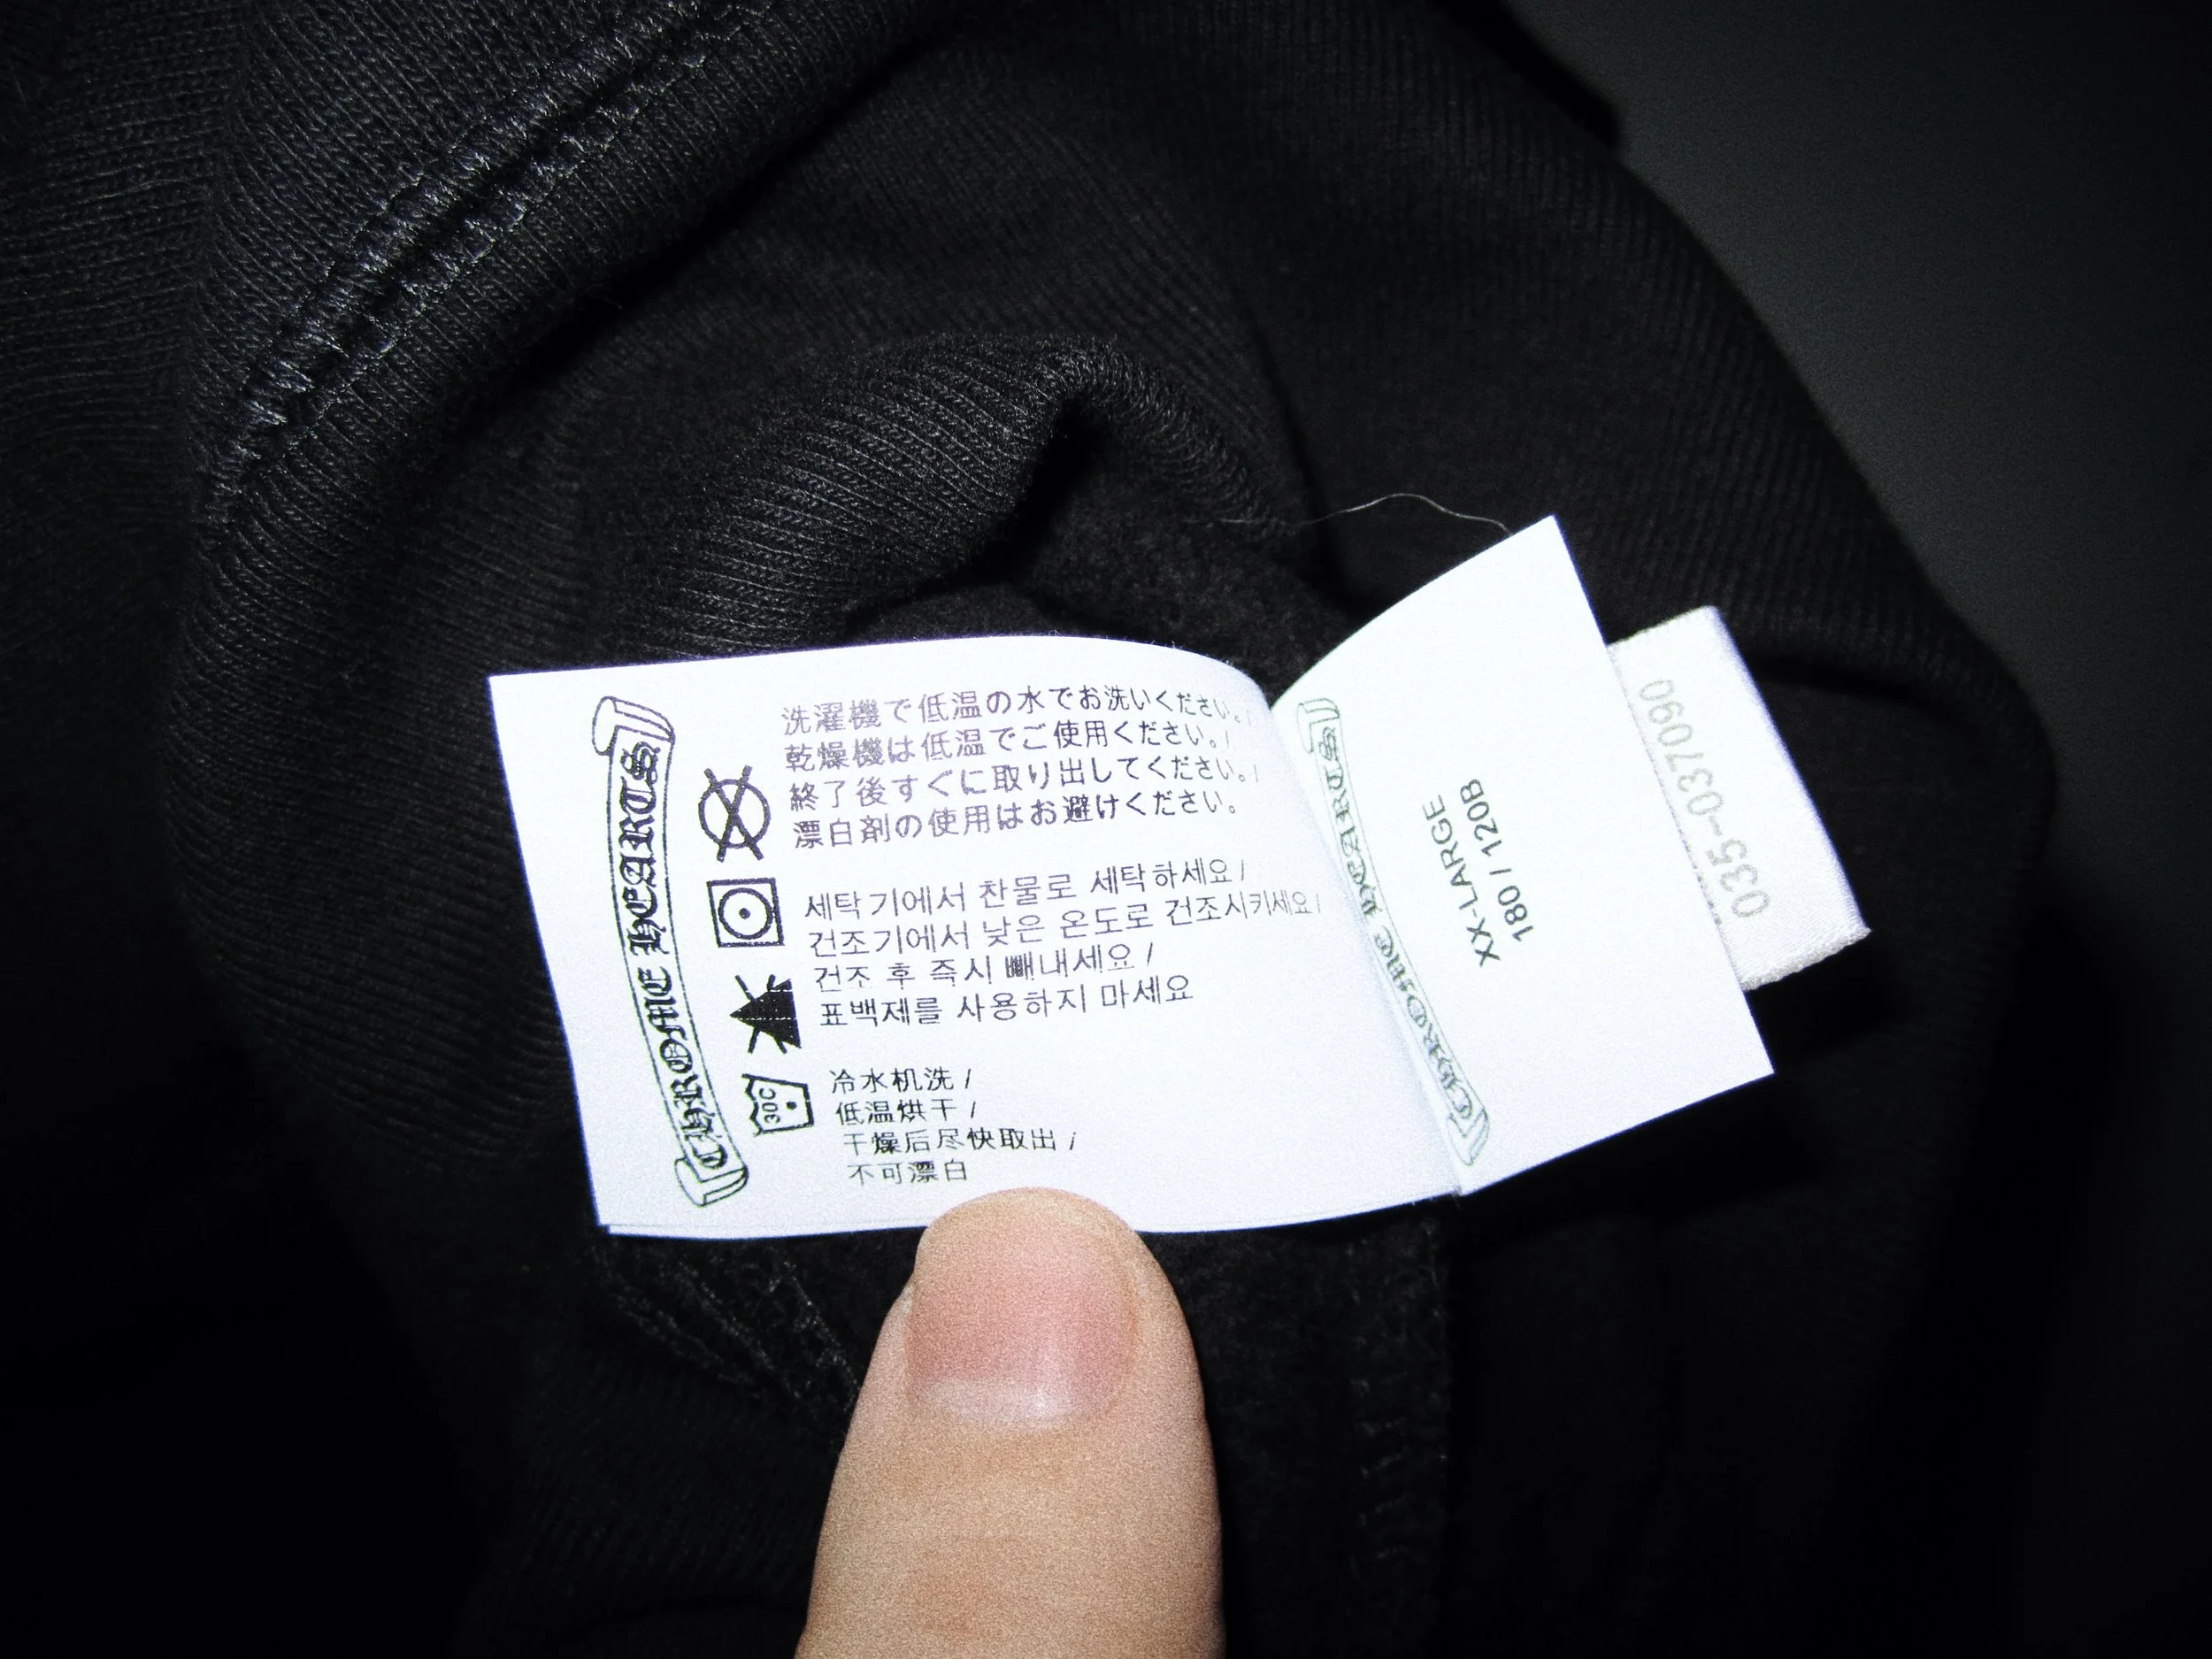 CHROME HEARTS
洗濯機で低温の水でお洗いください。/
乾燥機は低温でご使用ください。/
終了後すぐに取り出してください。/
漂白剤の使用はお避けください。
세탁기에서 찬물로 세탁하세요/
건조기에서 낮은 온도로 건조시키세요/
건조 후 즉시 빼내세요/
표백제를 사용하지 마세요
30C
冷水机洗 /
低温烘干 /
干燥后尽快取出 /
不可漂白
CHROME HEARTS
XX-LARGE
180 / 120B
035-037090